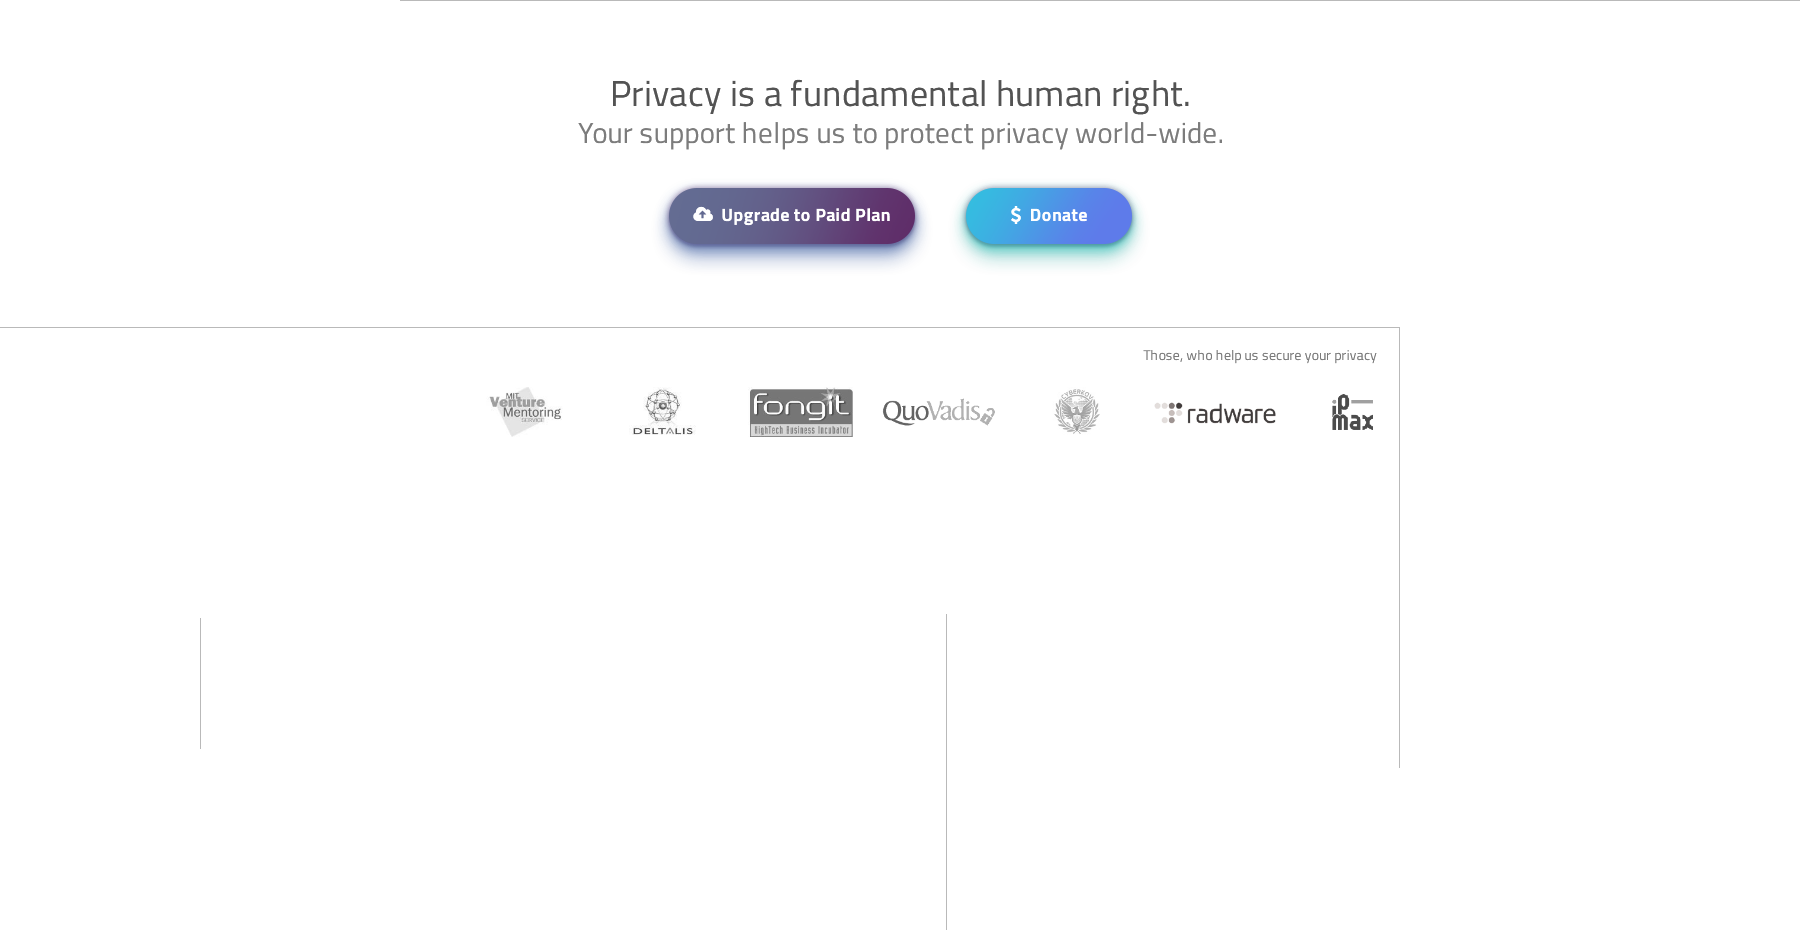 Privacy is a fundamental human right.
Your support helps us to protect privacy world-wide.
Upgrade to Paid Plan
$ Donate
Those, who help us secure your privacy
MIT
Venture
Mentoring
SERVICE
DELTALIS
fongit
HighTech Business Incubator
QuoVadis
CYBERKOV
radware
ip-
max